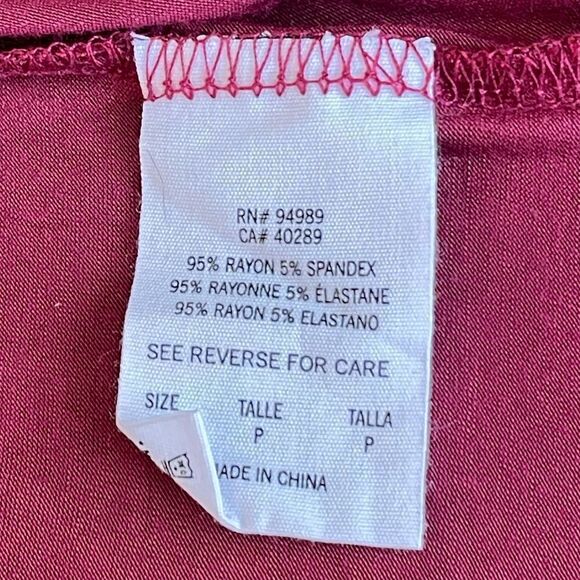 RN# 94989
CA# 40289
95% RAYON 5% SPANDEX
95% RAYONNE 5% ÉLASTANE
95% RAYON 5% ELASTANO
SEE REVERSE FOR CARE
SIZE TALLE TALLA
P P
ADE IN CHINA